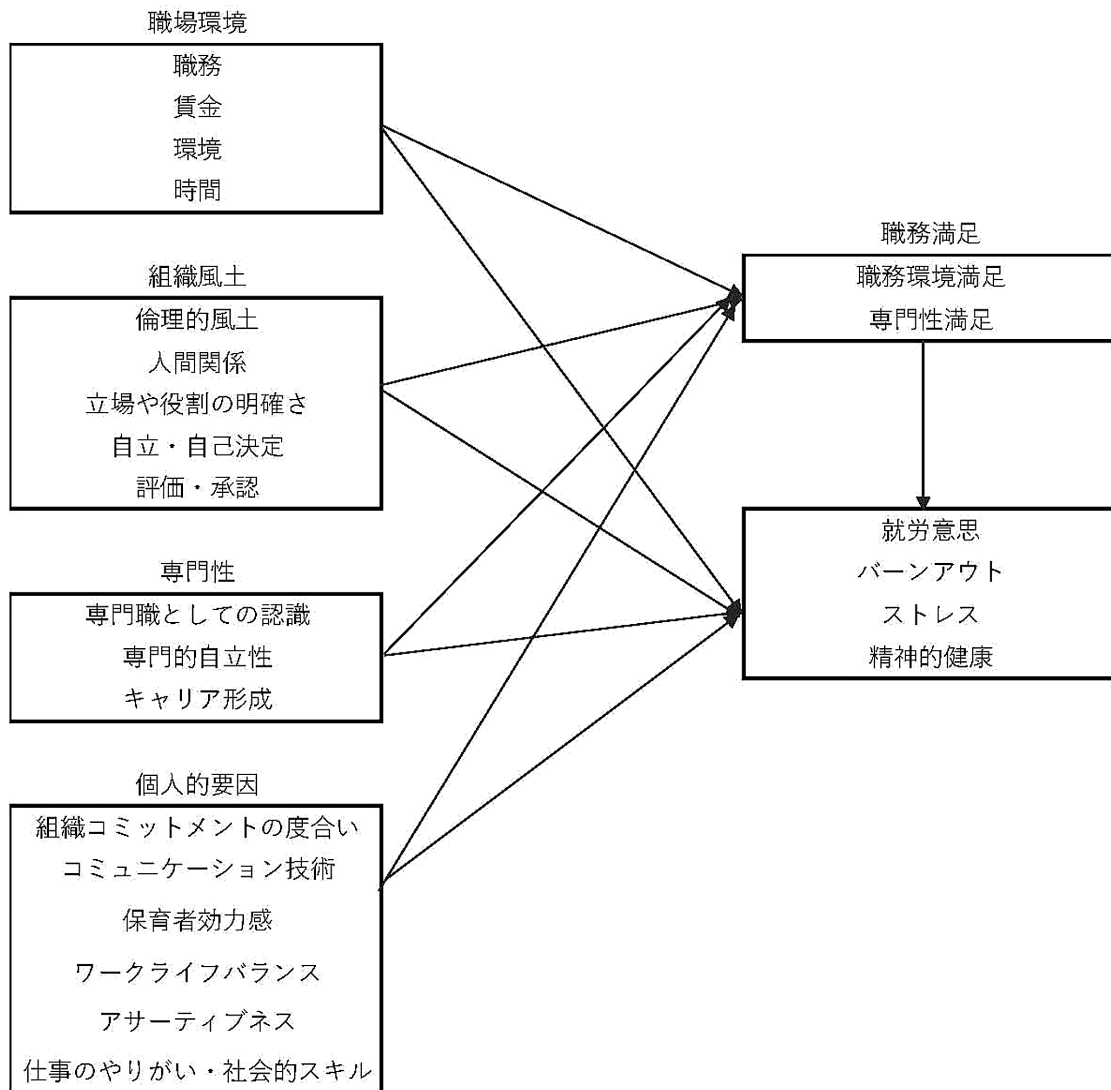 職場環境
職務
賃金
環境
時間
組織風土
倫理的風土
人間関係
立場や役割の明確さ
自立・自己決定
評価・承認
専門性
専門職としての認識
専門的自立性
キャリア形成
個人的要因
組織コミットメントの度合い
コミュニケーション技術
保育者効力感
ワークライフバランス
アサーティブネス
仕事のやりがい・社会的スキル
職務満足
職務環境満足
専門性満足
就労意思
バーンアウト
ストレス
精神的健康